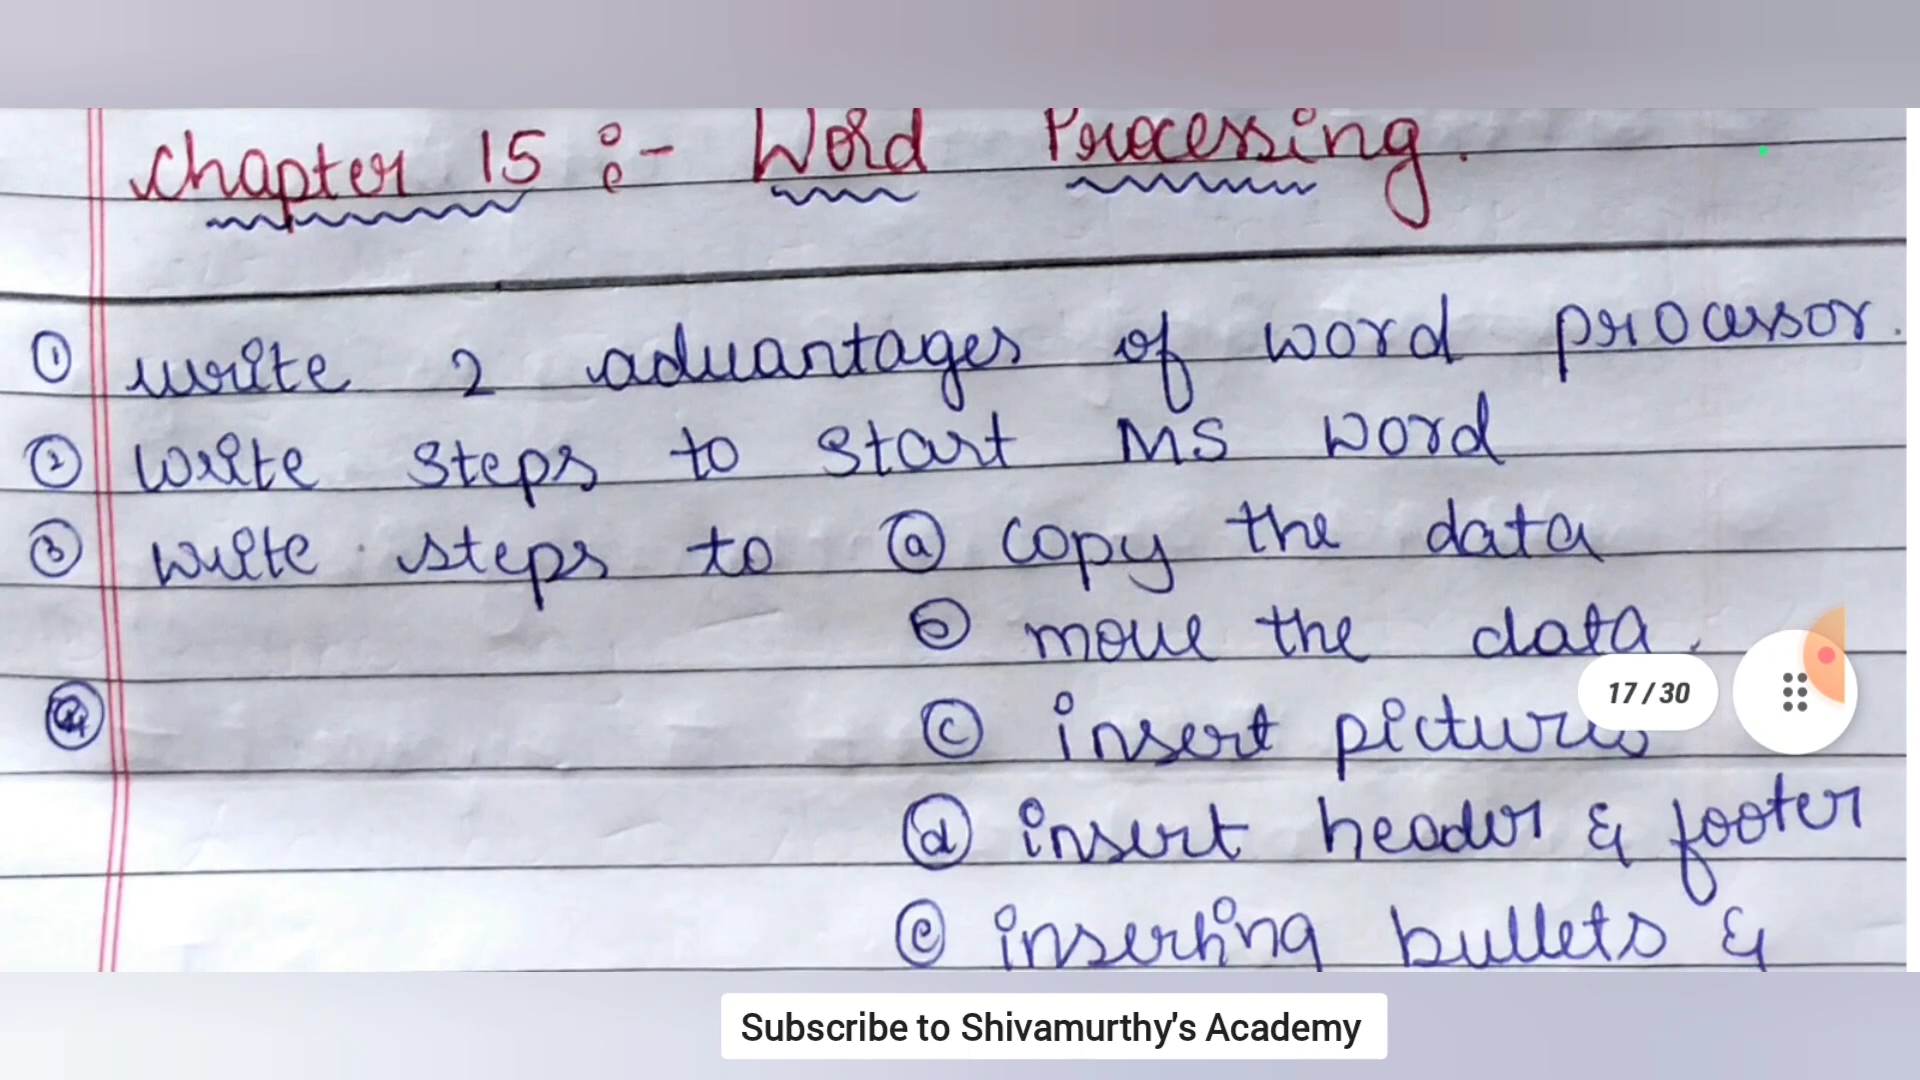 Chapter 15 :- Word Processing.
① write 2 advantages of word processor.
② write steps to start MS word
③ write steps to ⓐ copy the data
ⓑ move the data.
ⓒ insert pictures
17 / 30
④
ⓓ insert header & footer
ⓔ inserting bullets &
Subscribe to Shivamurthy's Academy